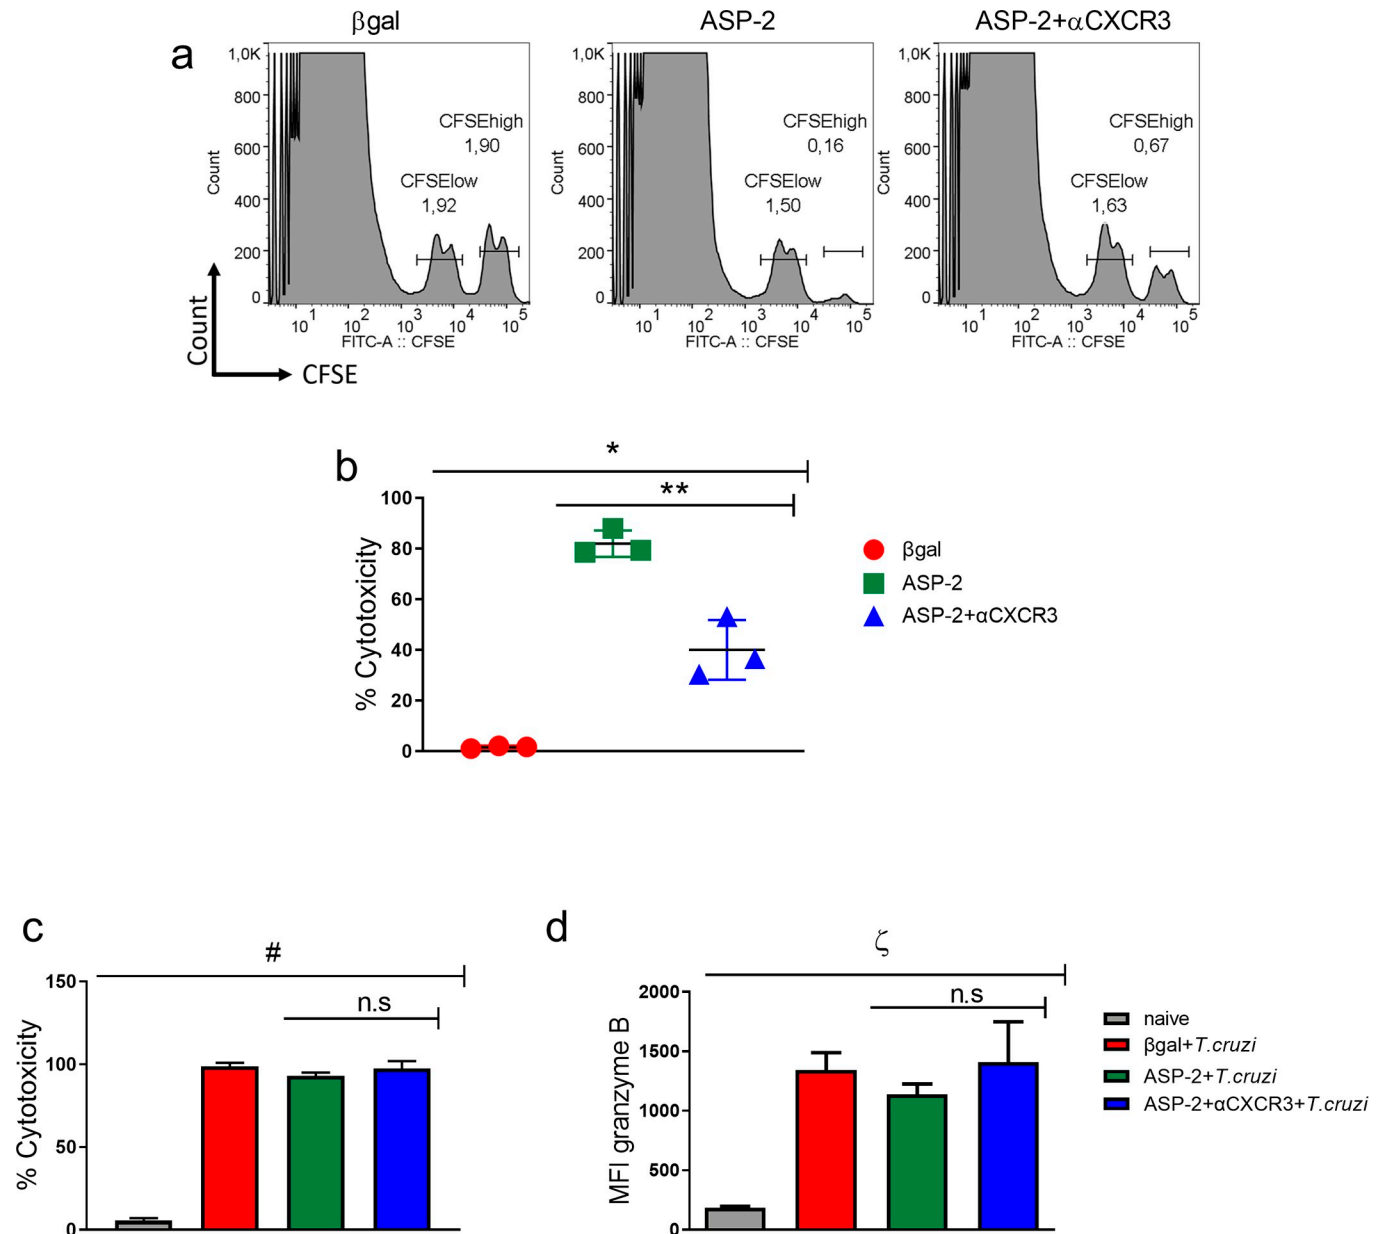 a
βgal
ASP-2
ASP-2+αCXCR3
1,0K
800
600
400
200
0
Count
CFSEhigh
1,90
CFSElow
1,92
10^1 10^2 10^3 10^4 10^5
FITC-A :: CFSE
1,0K
800
600
400
200
0
Count
CFSEhigh
0,16
CFSElow
1,50
10^1 10^2 10^3 10^4 10^5
FITC-A :: CFSE
1,0K
800
600
400
200
0
Count
CFSEhigh
0,67
CFSElow
1,63
10^1 10^2 10^3 10^4 10^5
FITC-A :: CFSE
Count
CFSE
b
*
**
100
80
60
40
20
0
% Cytotoxicity
βgal
ASP-2
ASP-2+αCXCR3
c
#
n.s
150
100
50
0
% Cytotoxicity
d
ζ
n.s
2000
1500
1000
500
0
MFI granzyme B
naive
βgal+T.cruzi
ASP-2+T.cruzi
ASP-2+αCXCR3+T.cruzi